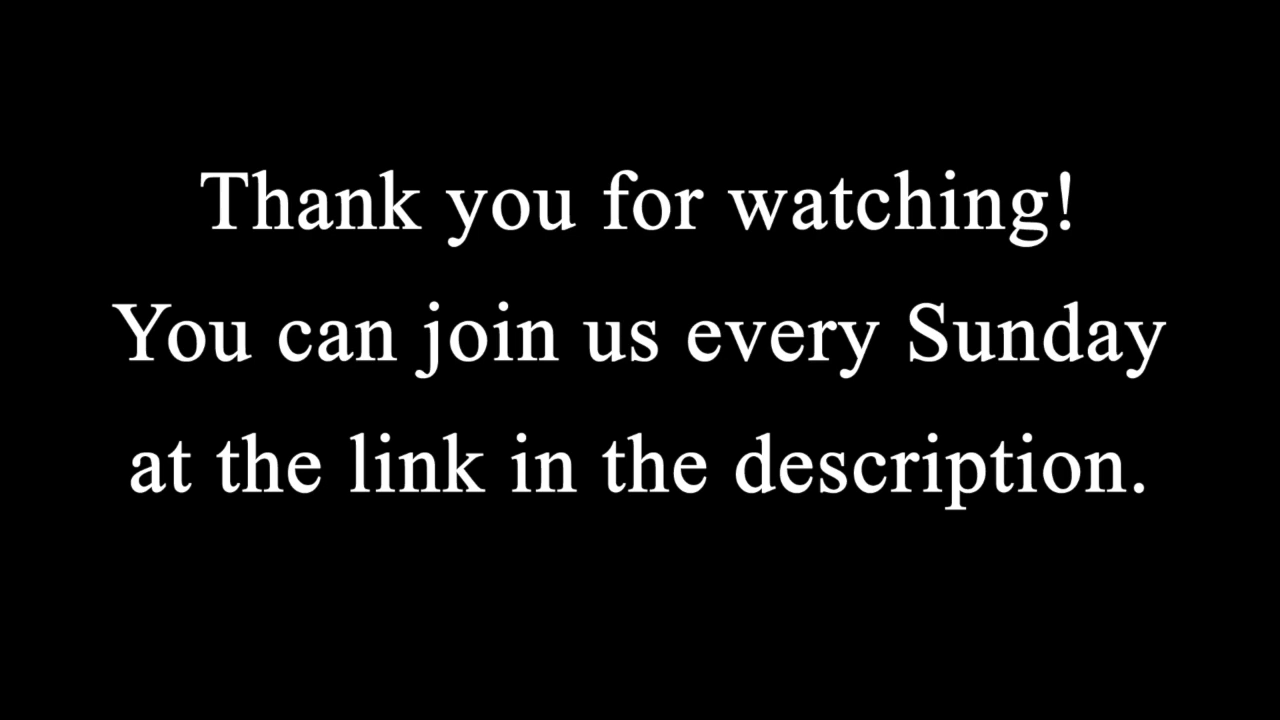 Thank you for watching!
You can join us every Sunday
at the link in the description.